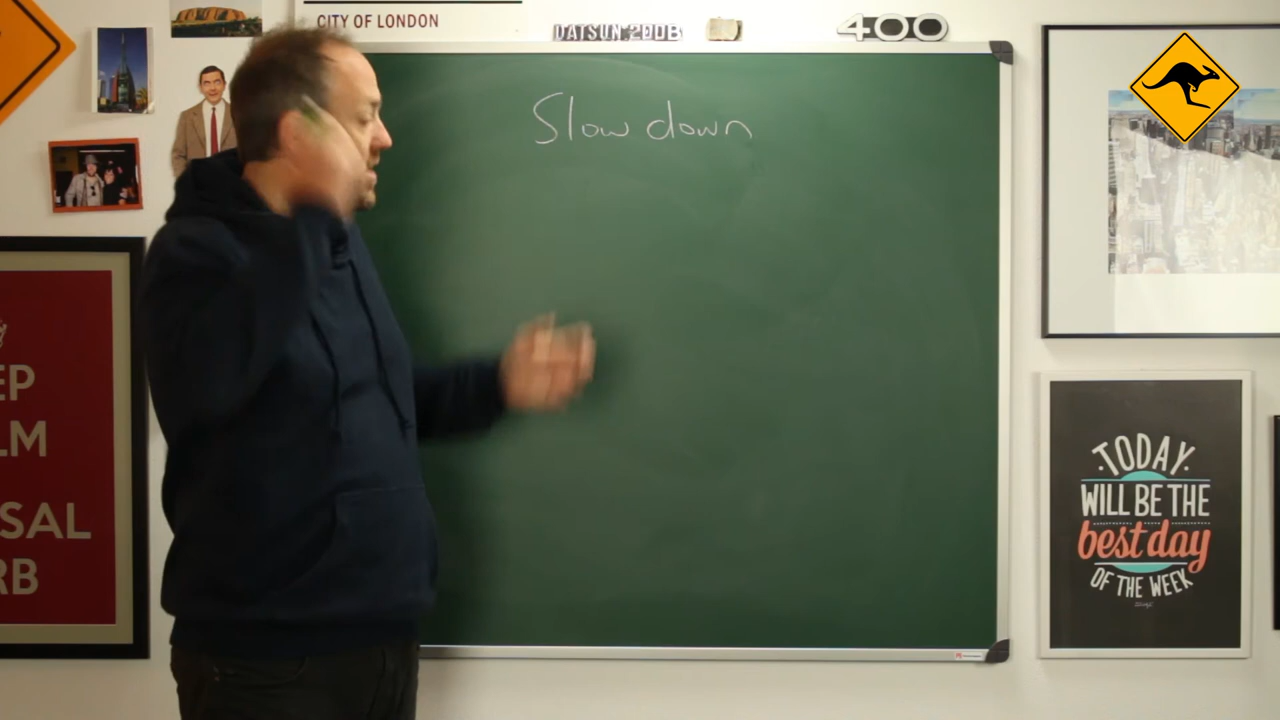 CITY OF LONDON
DATSUN 200B
400
Slow down
EP
LM
SAL
RB
TODAY
WILL BE THE
best day
OF THE WEEK